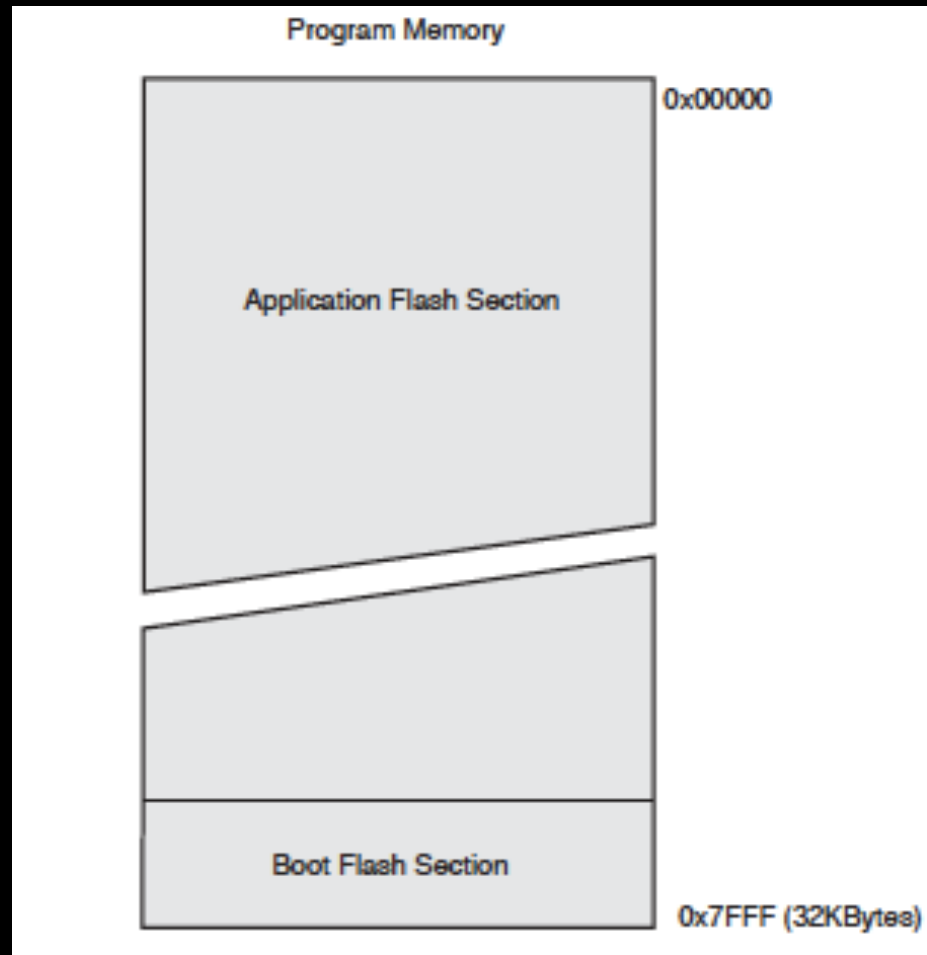 Program Memory
0x00000
Application Flash Section
Boot Flash Section
0x7FFF (32KBytes)